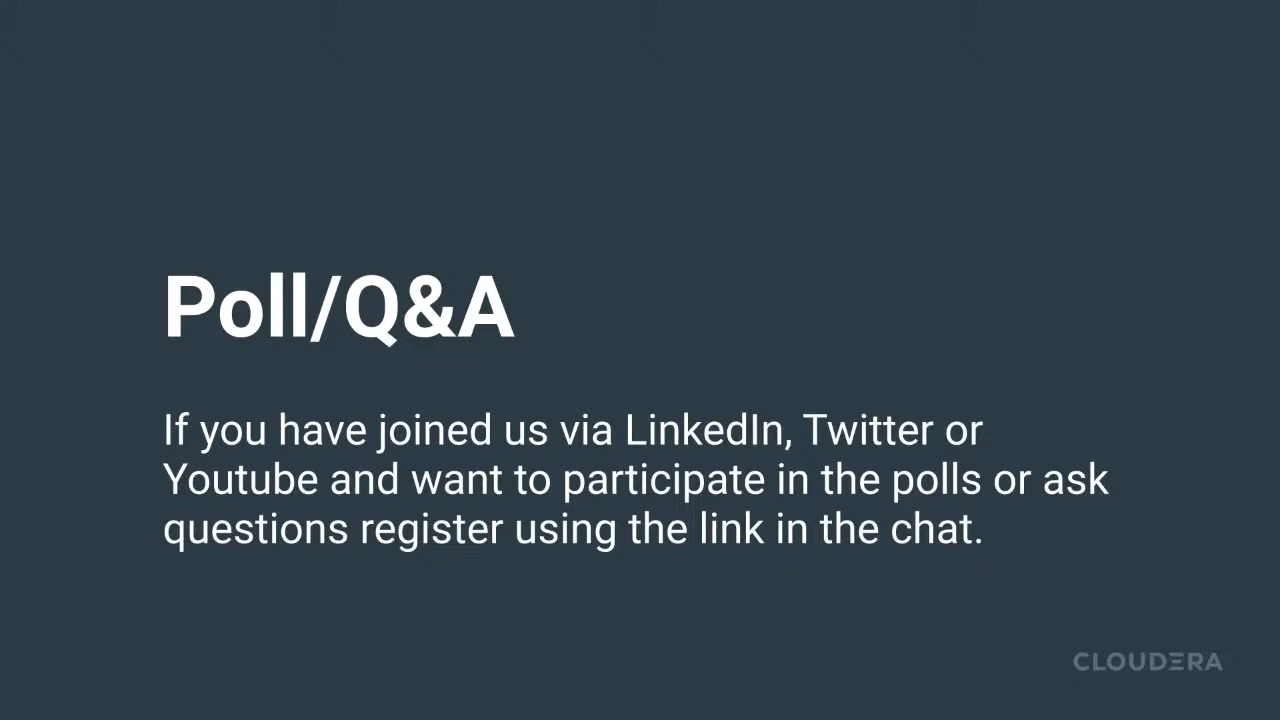 Poll/Q&A
If you have joined us via LinkedIn, Twitter or
Youtube and want to participate in the polls or ask
questions register using the link in the chat.
CLOUDERA